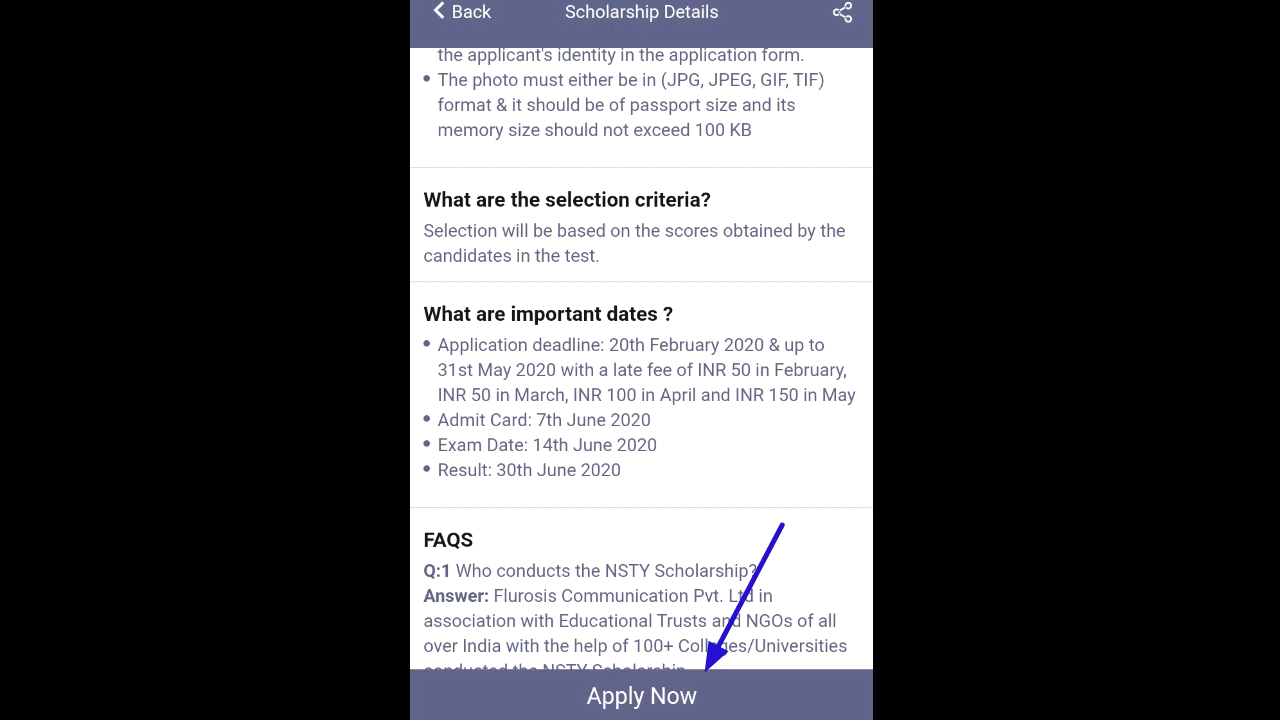 Back Scholarship Details
the applicant's identity in the application form.
• The photo must either be in (JPG, JPEG, GIF, TIF)
format & it should be of passport size and its
memory size should not exceed 100 KB
What are the selection criteria?
Selection will be based on the scores obtained by the
candidates in the test.
What are important dates ?
• Application deadline: 20th February 2020 & up to
31st May 2020 with a late fee of INR 50 in February,
INR 50 in March, INR 100 in April and INR 150 in May
• Admit Card: 7th June 2020
• Exam Date: 14th June 2020
• Result: 30th June 2020
FAQS
Q:1 Who conducts the NSTY Scholarship?
Answer: Flurosis Communication Pvt. Ltd in
association with Educational Trusts and NGOs of all
over India with the help of 100+ Colleges/Universities
conducted the NSTY Scholarship.
Apply Now